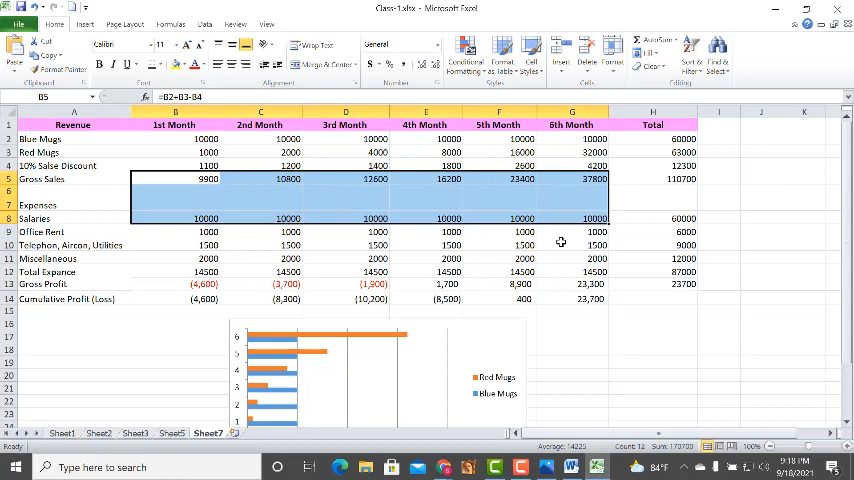 Class-1.xlsx - Microsoft Excel
File Home Insert Page Layout Formulas Data Review View
Cut
Copy
Format Painter
Paste
Clipboard
Calibri 11
B I U
Font
Wrap Text
Merge & Center
Alignment
General
$ % ,
Number
Conditional Formatting
Format as Table
Cell Styles
Styles
Insert Delete Format
Cells
AutoSum
Fill
Clear
Sort & Filter
Find & Select
Editing
B5 fx =B2+B3-B4
A B C D E F G H I J K
1 Revenue 1st Month 2nd Month 3rd Month 4th Month 5th Month 6th Month Total
2 Blue Mugs 10000 10000 10000 10000 10000 10000 60000
3 Red Mugs 1000 2000 4000 8000 16000 32000 63000
4 10% Salse Discount 1100 1200 1400 1800 2600 4200 12300
5 Gross Sales 9900 10800 12600 16200 23400 37800 110700
6
7 Expenses
8 Salaries 10000 10000 10000 10000 10000 10000 60000
9 Office Rent 1000 1000 1000 1000 1000 1000 6000
10 Telephon, Aircon, Utilities 1500 1500 1500 1500 1500 1500 9000
11 Miscellaneous 2000 2000 2000 2000 2000 2000 12000
12 Total Expance 14500 14500 14500 14500 14500 14500 87000
13 Gross Profit (4,600) (3,700) (1,900) 1,700 8,900 23,300 23700
14 Cumulative Profit (Loss) (4,600) (8,300) (10,200) (8,500) 400 23,700
15
16
17
18
19
20
21
22
23
6
5
4
3
2
1
Red Mugs
Blue Mugs
Sheet1 Sheet2 Sheet3 Sheet5 Sheet7
Ready Average: 14225 Count: 12 Sum: 170700 100%
Type here to search
84°F
9:18 PM
9/18/2021
5